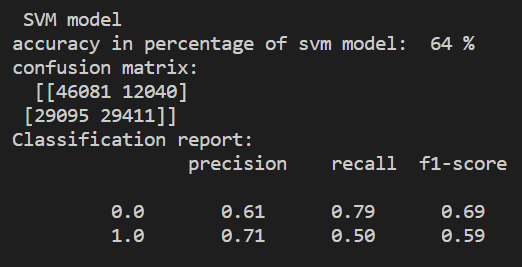 SVM model
accuracy in percentage of svm model:  64 %
confusion matrix:
  [[46081 12040]
 [29095 29411]]
Classification report:
              precision    recall  f1-score
         0.0       0.61      0.79      0.69
         1.0       0.71      0.50      0.59